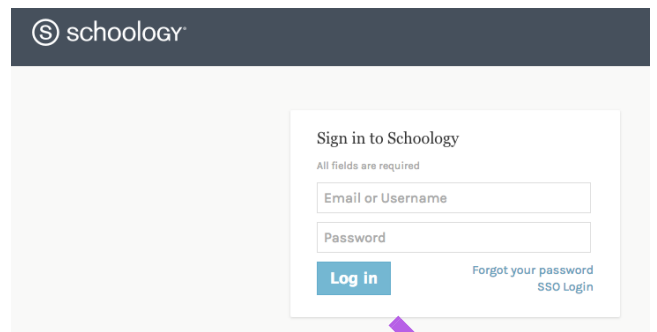 S schoology
Sign in to Schoology
All fields are required
Email or Username
Password
Log in
Forgot your password
SSO Login